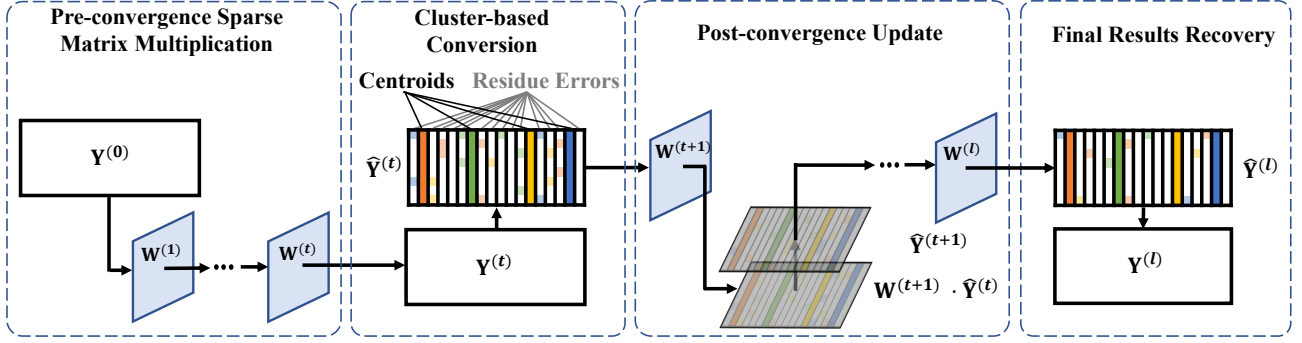 Pre-convergence Sparse
Matrix Multiplication
Y(0)
W(1)
W(t)
Cluster-based
Conversion
Centroids Residue Errors
Ŷ(t)
Y(t)
Post-convergence Update
W(t+1)
W(l)
Ŷ(t+1)
W(t+1) · Ŷ(t)
Final Results Recovery
Ŷ(l)
Y(l)